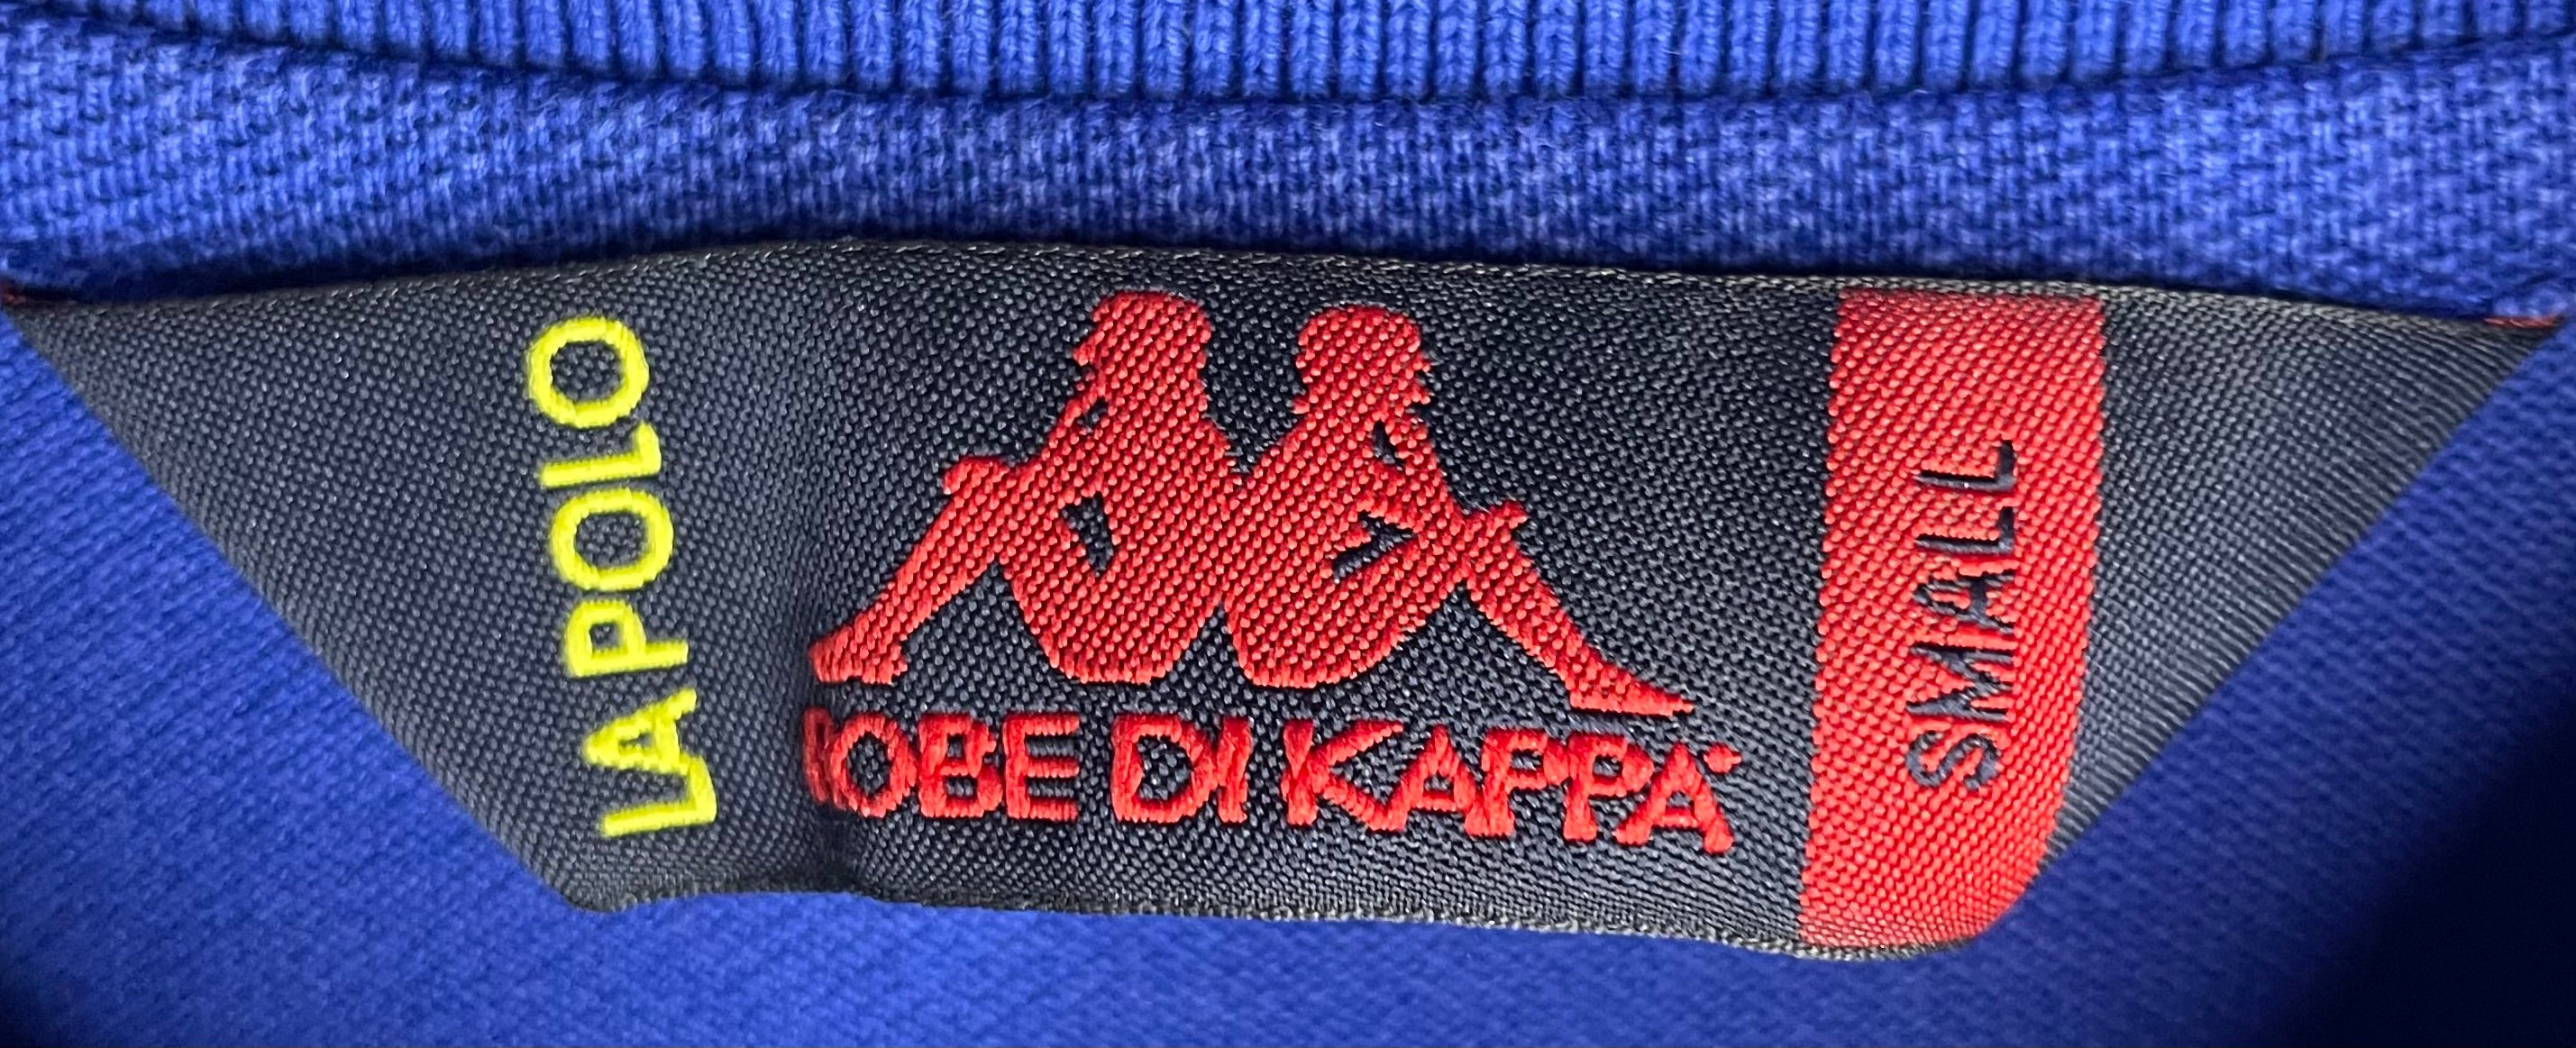 LA POLO
ROBE DI KAPPA
SMALL